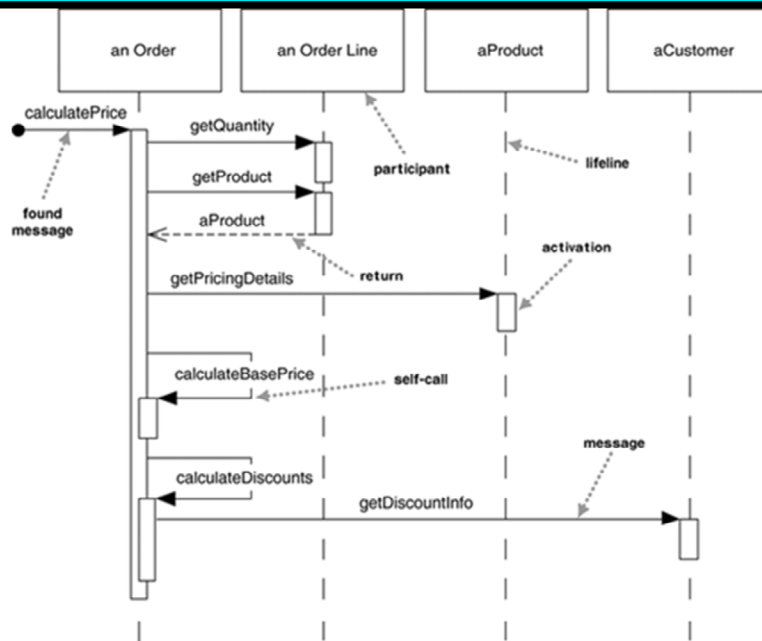 an Order
an Order Line
aProduct
aCustomer
calculatePrice
getQuantity
participant
lifeline
getProduct
found
message
aProduct
activation
return
getPricingDetails
calculateBasePrice
self-call
message
calculateDiscounts
getDiscountInfo